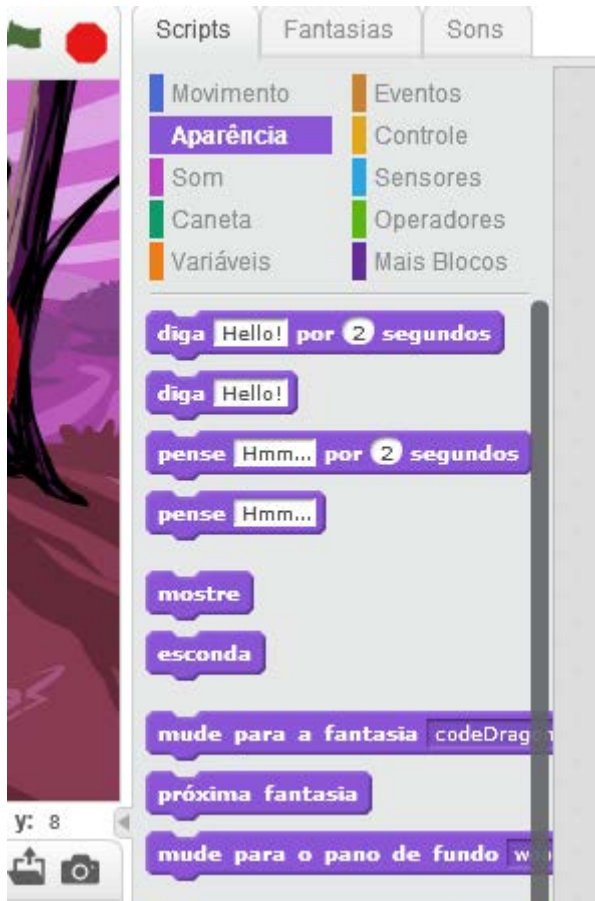 Scripts Fantasias Sons
Movimento Eventos
Aparência Controle
Som Sensores
Caneta Operadores
Variáveis Mais Blocos
diga Hello! por 2 segundos
diga Hello!
pense Hmm... por 2 segundos
pense Hmm...
mostre
esconda
mude para a fantasia codeDragon
próxima fantasia
y: 8
mude para o pano de fundo